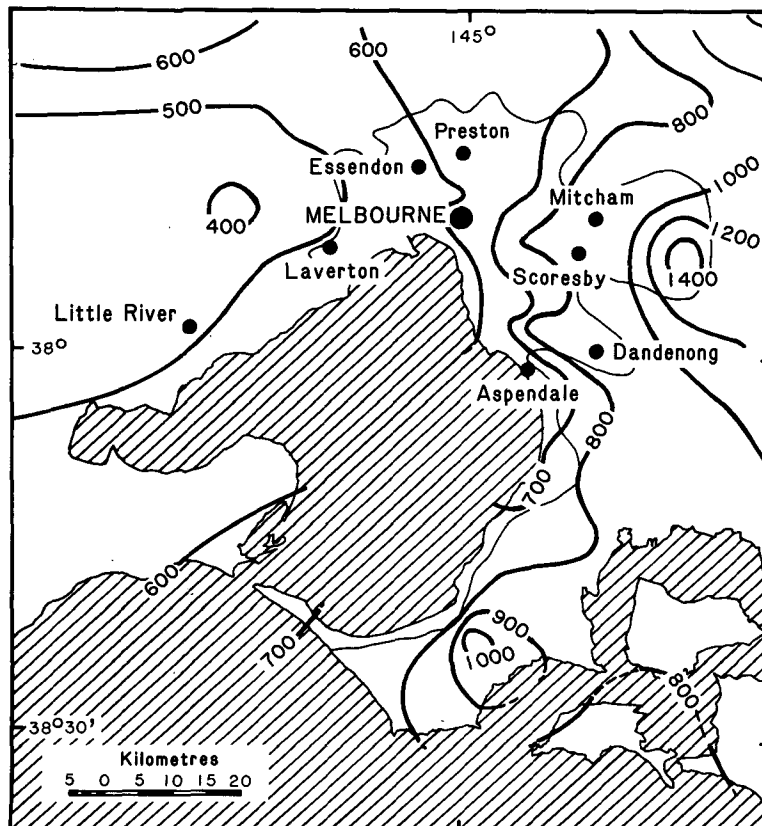 600
145°
600
500
800
Preston
Essendon
1000
Mitcham
400
MELBOURNE
1200
Laverton
Scoresby
1400
Little River
38°
Dandenong
Aspendale
800
700
600
900
700
1000
800
38°30'
Kilometres
5 0 5 10 15 20